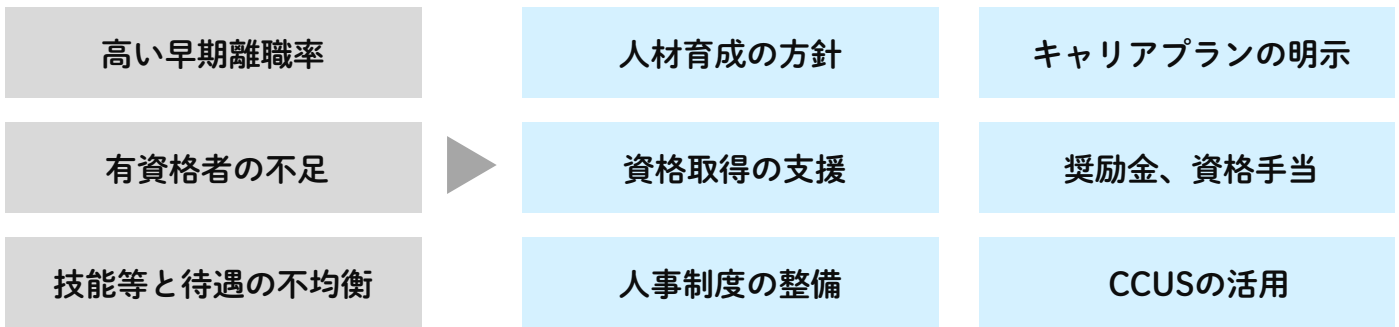 高い早期離職率
人材育成の方針
キャリアプランの明示
有資格者の不足
資格取得の支援
奨励金、資格手当
技能等と待遇の不均衡
人事制度の整備
CCUSの活用